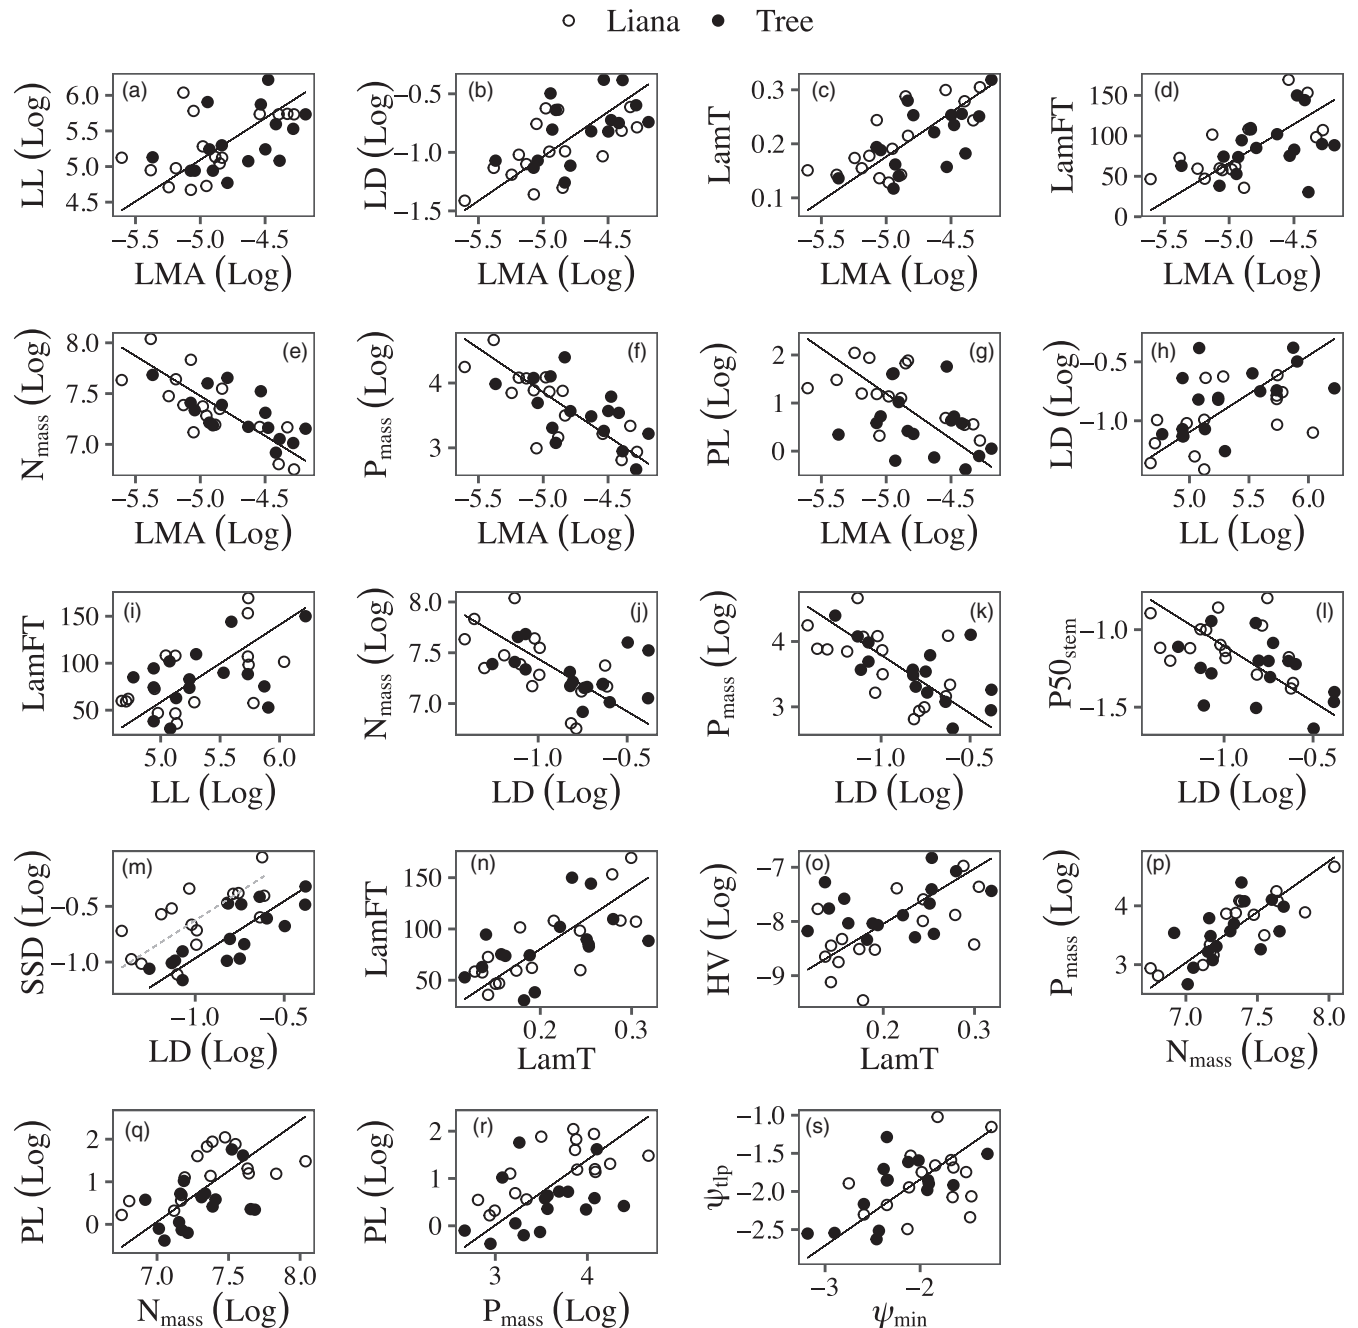 Liana Tree
(a) (b) (c) (d)
LL (Log) 6.0 5.5 5.0 4.5
LD (Log) −0.5 −1.0 −1.5
LamT 0.3 0.2 0.1
LamFT 150 100 50 0
−5.5 −5.0 −4.5 −5.5 −5.0 −4.5 −5.5 −5.0 −4.5 −5.5 −5.0 −4.5
LMA (Log) LMA (Log) LMA (Log) LMA (Log)
(e) (f) (g) (h)
Nmass (Log) 8.0 7.5 7.0
Pmass (Log) 4 3
PL (Log) 2 1 0
LD (Log) −0.5 −1.0
−5.5 −5.0 −4.5 −5.5 −5.0 −4.5 −5.5 −5.0 −4.5 5.0 5.5 6.0
LMA (Log) LMA (Log) LMA (Log) LL (Log)
(i) (j) (k) (l)
LamFT 150 100 50
Nmass (Log) 8.0 7.5 7.0
Pmass (Log) 4 3
P50stem −1.0 −1.5
5.0 5.5 6.0 −1.0 −0.5 −1.0 −0.5 −1.0 −0.5
LL (Log) LD (Log) LD (Log) LD (Log)
(m) (n) (o) (p)
SSD (Log) −0.5 −1.0
LamFT 150 100 50
HV (Log) −7 −8 −9
Pmass (Log) 4 3
−1.0 −0.5 0.2 0.3 0.2 0.3 7.0 7.5 8.0
LD (Log) LamT LamT Nmass (Log)
(q) (r) (s)
PL (Log) 2 1 0
PL (Log) 2 1 0
ψtlp −1.0 −1.5 −2.0 −2.5
7.0 7.5 8.0 3 4 −3 −2
Nmass (Log) Pmass (Log) ψmin